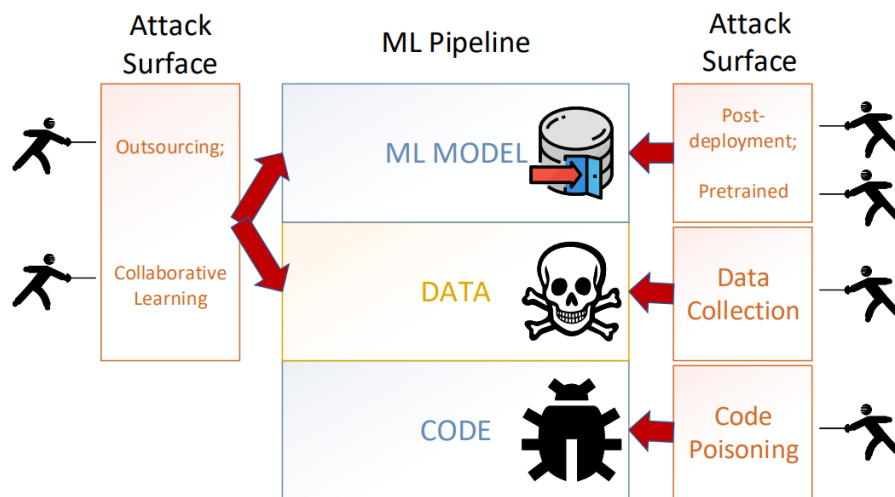 Attack
Surface
ML Pipeline
Attack
Surface
Outsourcing;
Collaborative
Learning
ML MODEL
DATA
CODE
Post-
deployment;
Pretrained
Data
Collection
Code
Poisoning